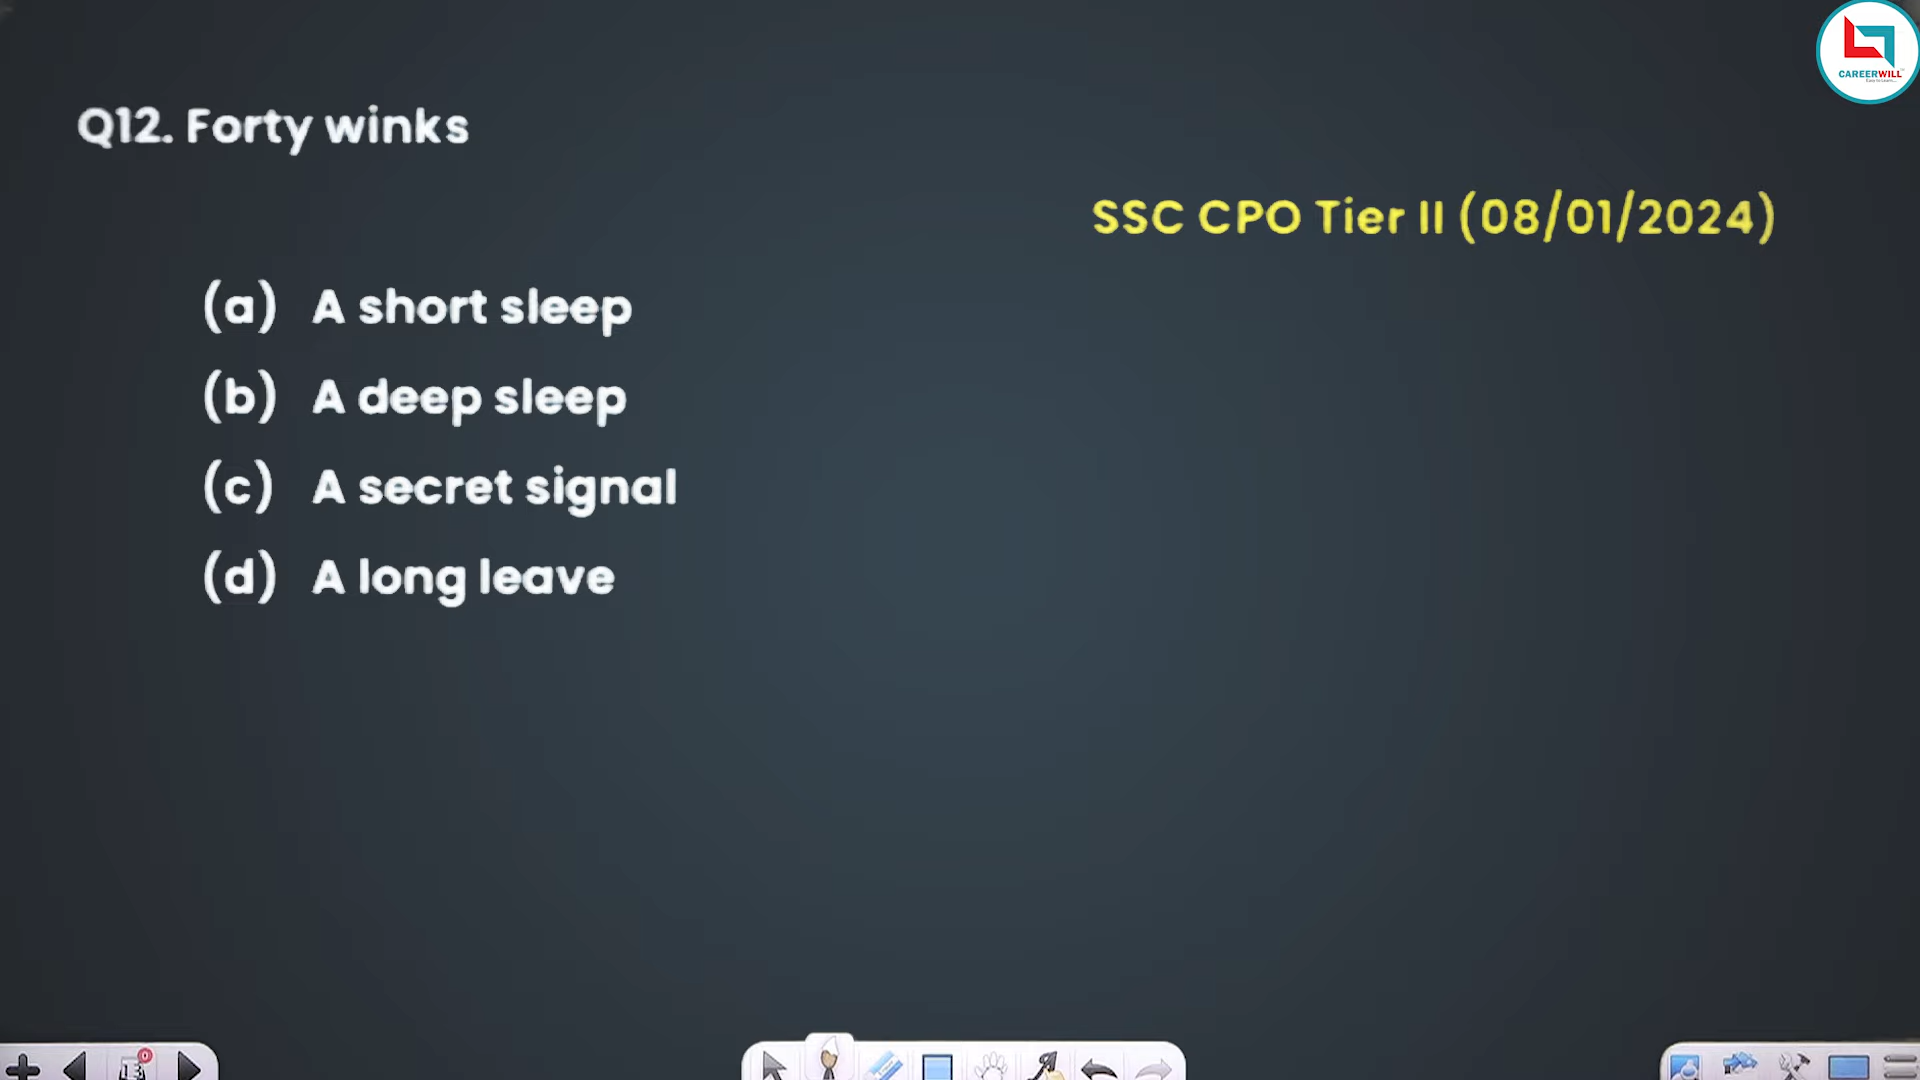 CAREERWILL
Q12. Forty winks
SSC CPO Tier II (08/01/2024)
(a) A short sleep
(b) A deep sleep
(c) A secret signal
(d) A long leave